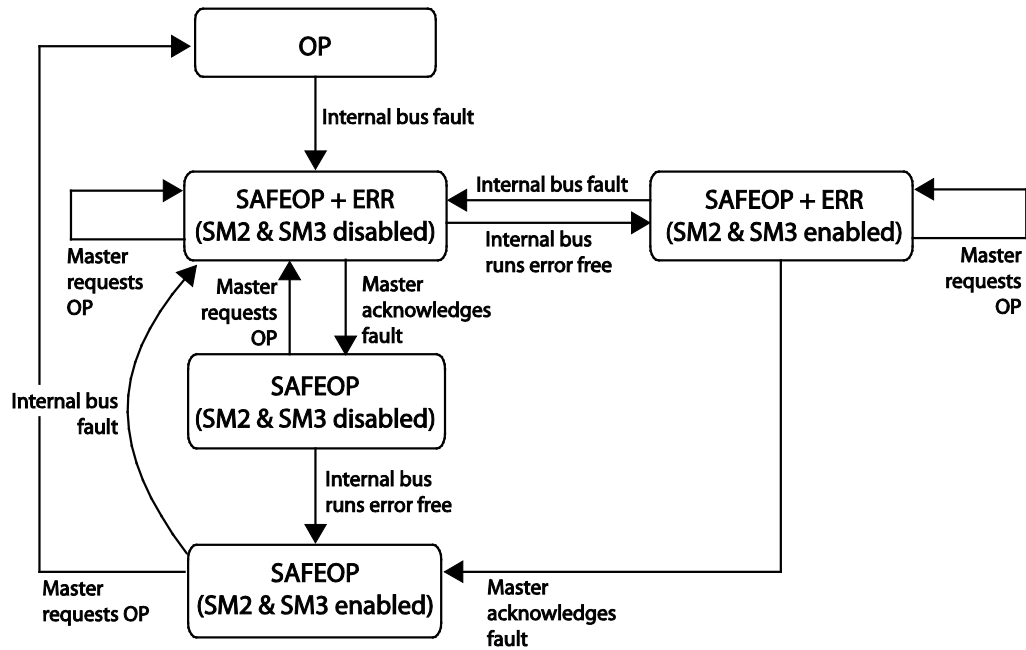 OP
Internal bus fault
SAFEOP + ERR
(SM2 & SM3 disabled)
Internal bus fault
Internal bus
runs error free
SAFEOP + ERR
(SM2 & SM3 enabled)
Master
requests
OP
Master
requests
OP
Master
requests
OP
Master
acknowledges
fault
SAFEOP
(SM2 & SM3 disabled)
Internal bus
fault
Internal bus
runs error free
SAFEOP
(SM2 & SM3 enabled)
Master
requests OP
Master
acknowledges
fault